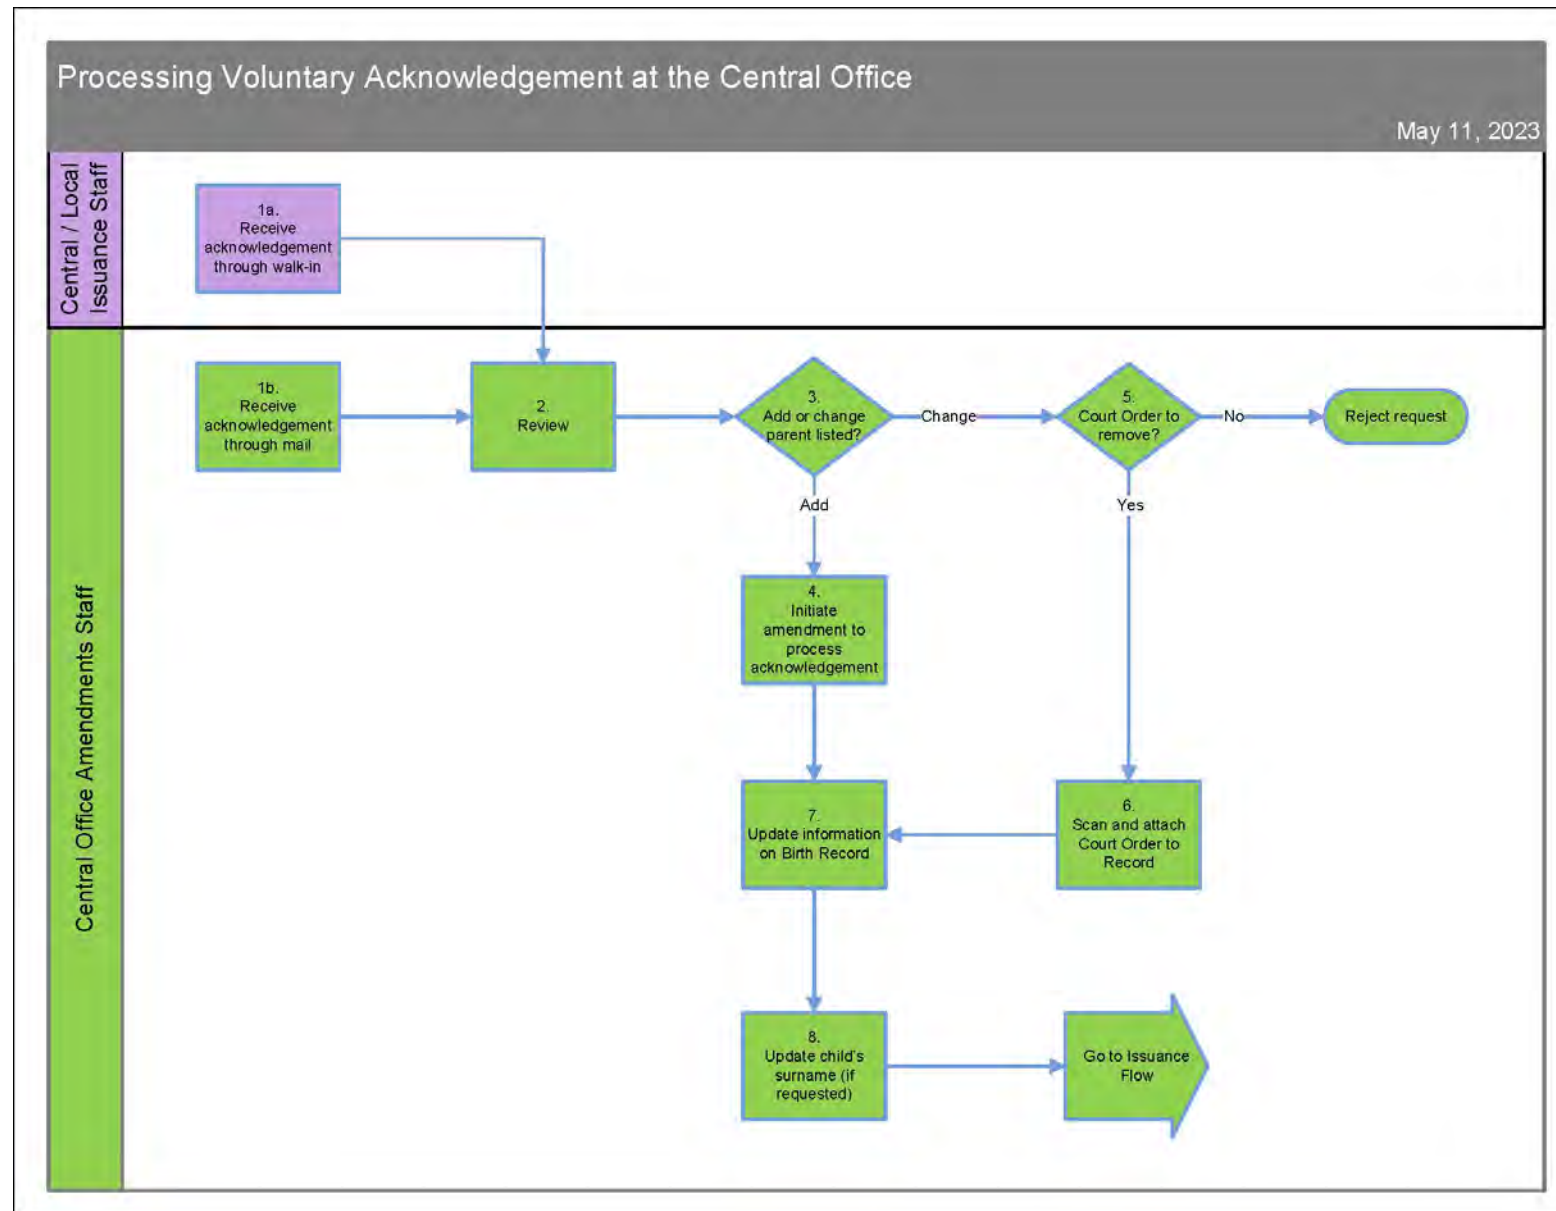 Processing Voluntary Acknowledgement at the Central Office
May 11, 2023
Central / Local
Issuance Staff
1a.
Receive
acknowledgement
through walk-in
Central Office Amendments Staff
1b.
Receive
acknowledgement
through mail
2.
Review
3.
Add or change
parent listed?
Change
5.
Court Order to
remove?
No
Reject request
Add
Yes
4.
Initiate
amendment to
process
acknowledgement
7.
Update information
on Birth Record
6.
Scan and attach
Court Order to
Record
8.
Update child's
surname (if
requested)
Go to Issuance
Flow